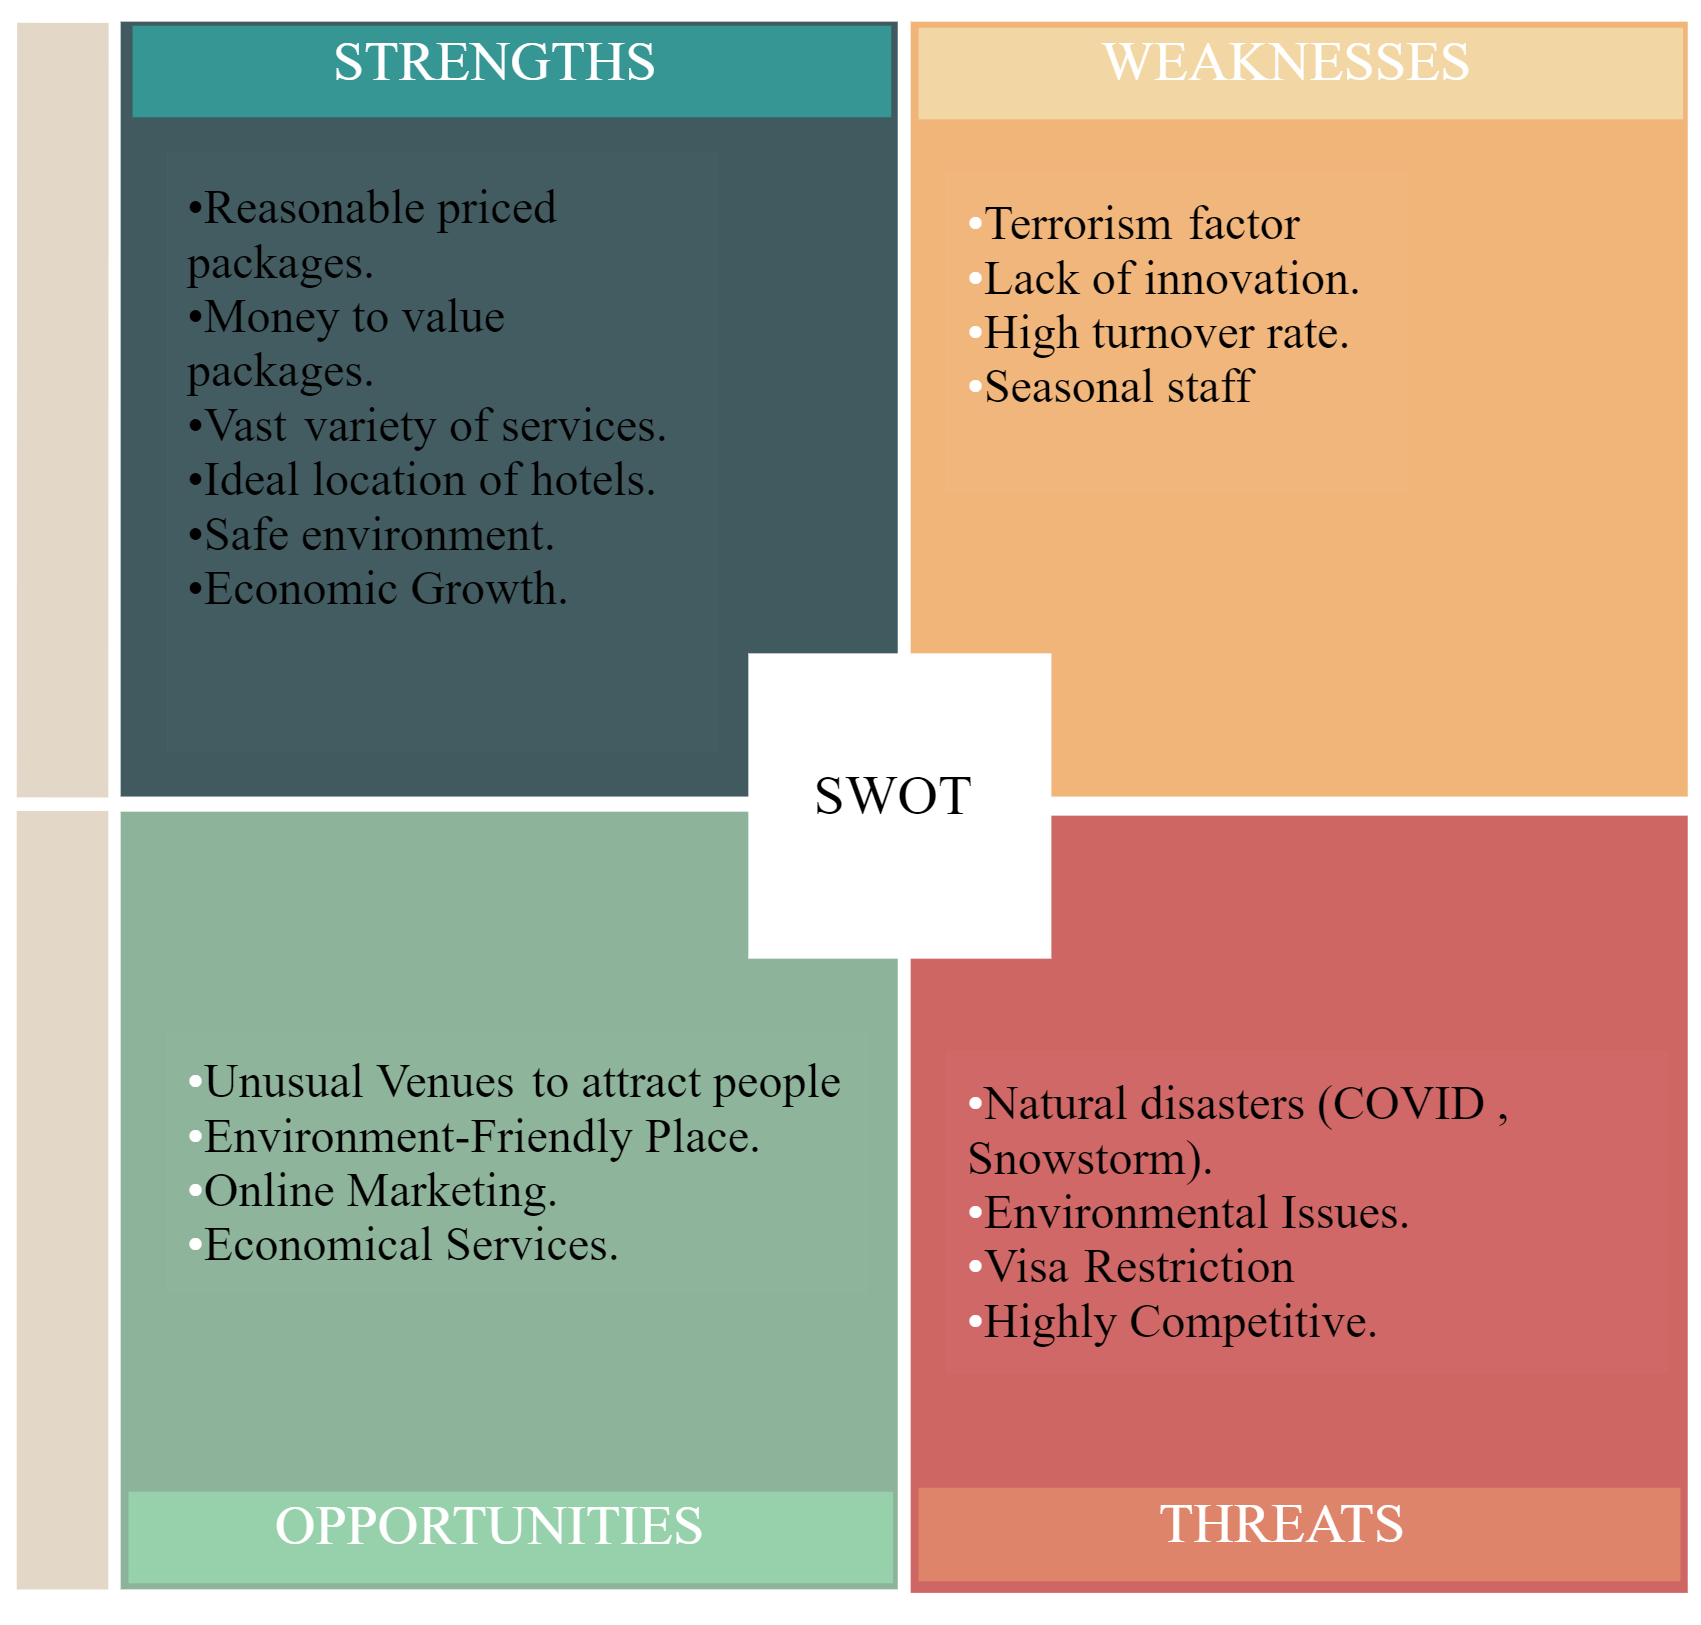 STRENGTHS
•Reasonable priced
packages.
•Money to value
packages.
•Vast variety of services.
•Ideal location of hotels.
•Safe environment.
•Economic Growth.
WEAKNESSES
•Terrorism factor
•Lack of innovation.
•High turnover rate.
•Seasonal staff
SWOT
•Unusual Venues to attract people
•Environment-Friendly Place.
•Online Marketing.
•Economical Services.
OPPORTUNITIES
•Natural disasters (COVID ,
Snowstorm).
•Environmental Issues.
•Visa Restriction
•Highly Competitive.
THREATS